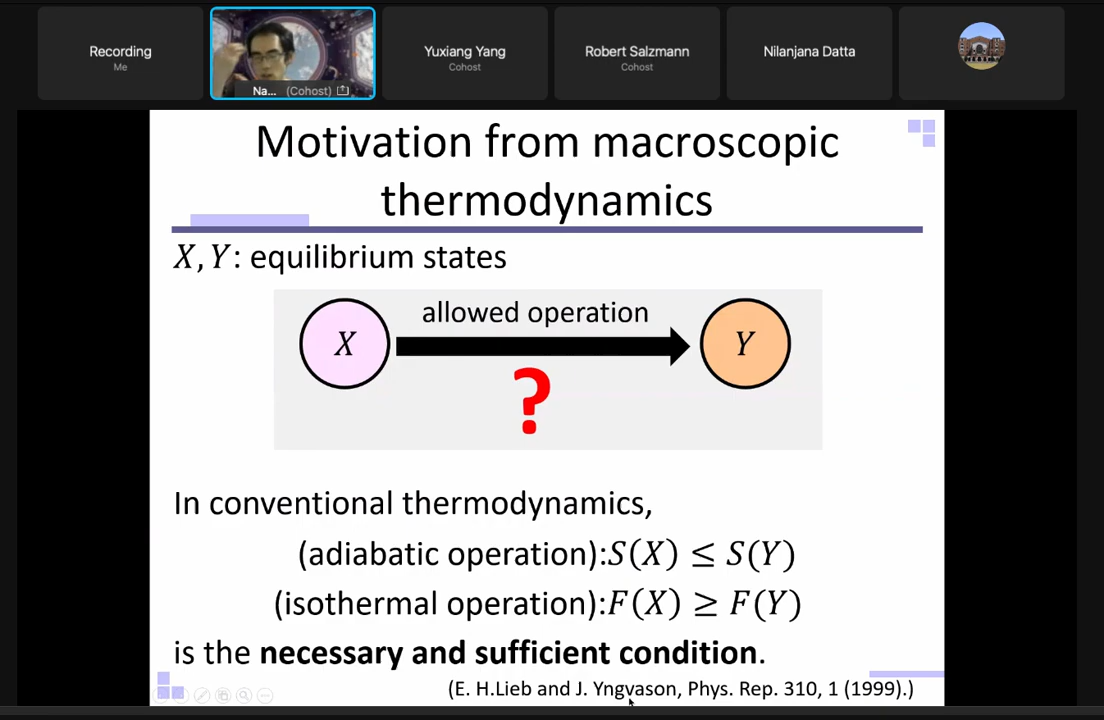 Recording
Me
Na... (Cohost)
Yuxiang Yang
Cohost
Robert Salzmann
Cohost
Nilanjana Datta
Motivation from macroscopic
thermodynamics
X, Y: equilibrium states
allowed operation
X
Y
?
In conventional thermodynamics,
(adiabatic operation):S(X) ≤ S(Y)
(isothermal operation):F(X) ≥ F(Y)
is the necessary and sufficient condition.
(E. H.Lieb and J. Yngvason, Phys. Rep. 310, 1 (1999).)